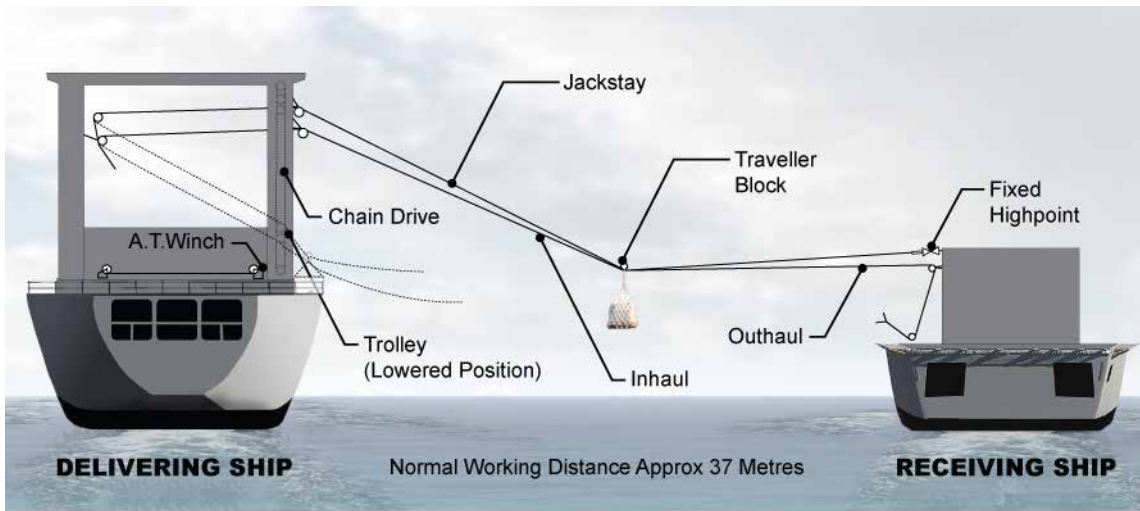 Jackstay
Traveller
Block
Fixed
Highpoint
Chain Drive
A.T.Winch
Trolley
(Lowered Position)
Inhaul
Outhaul
DELIVERING SHIP
Normal Working Distance Approx 37 Metres
RECEIVING SHIP